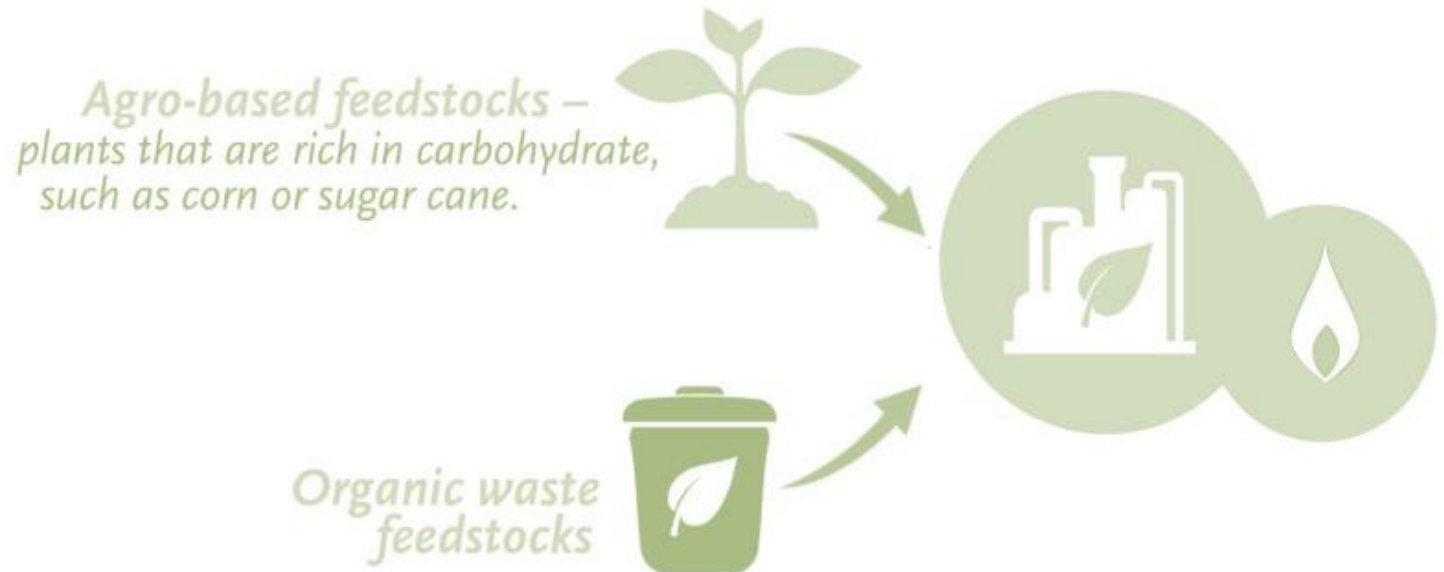 Agro-based feedstocks –
plants that are rich in carbohydrate,
such as corn or sugar cane.
Organic waste
feedstocks